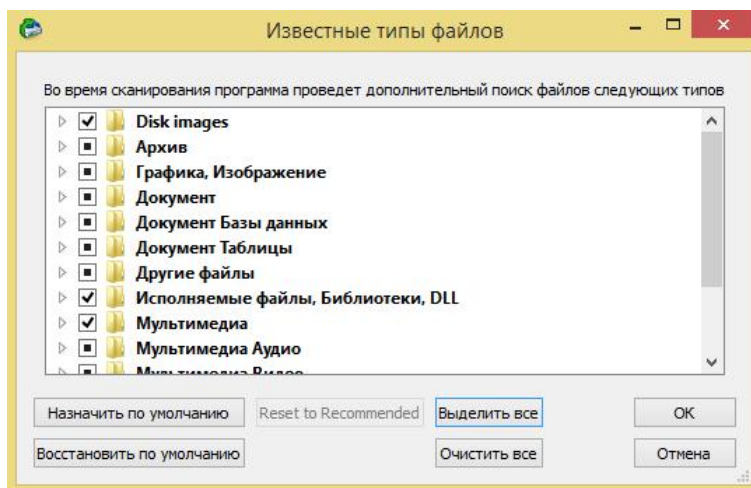 Известные типы файлов
Во время сканирования программа проведет дополнительный поиск файлов следующих типов
Disk images
Архив
Графика, Изображение
Документ
Документ Базы данных
Документ Таблицы
Другие файлы
Исполняемые файлы, Библиотеки, DLL
Мультимедиа
Мультимедиа Аудио
Мультимедиа Видео
Назначить по умолчанию Reset to Recommended Выделить все OK
Восстановить по умолчанию Очистить все Отмена